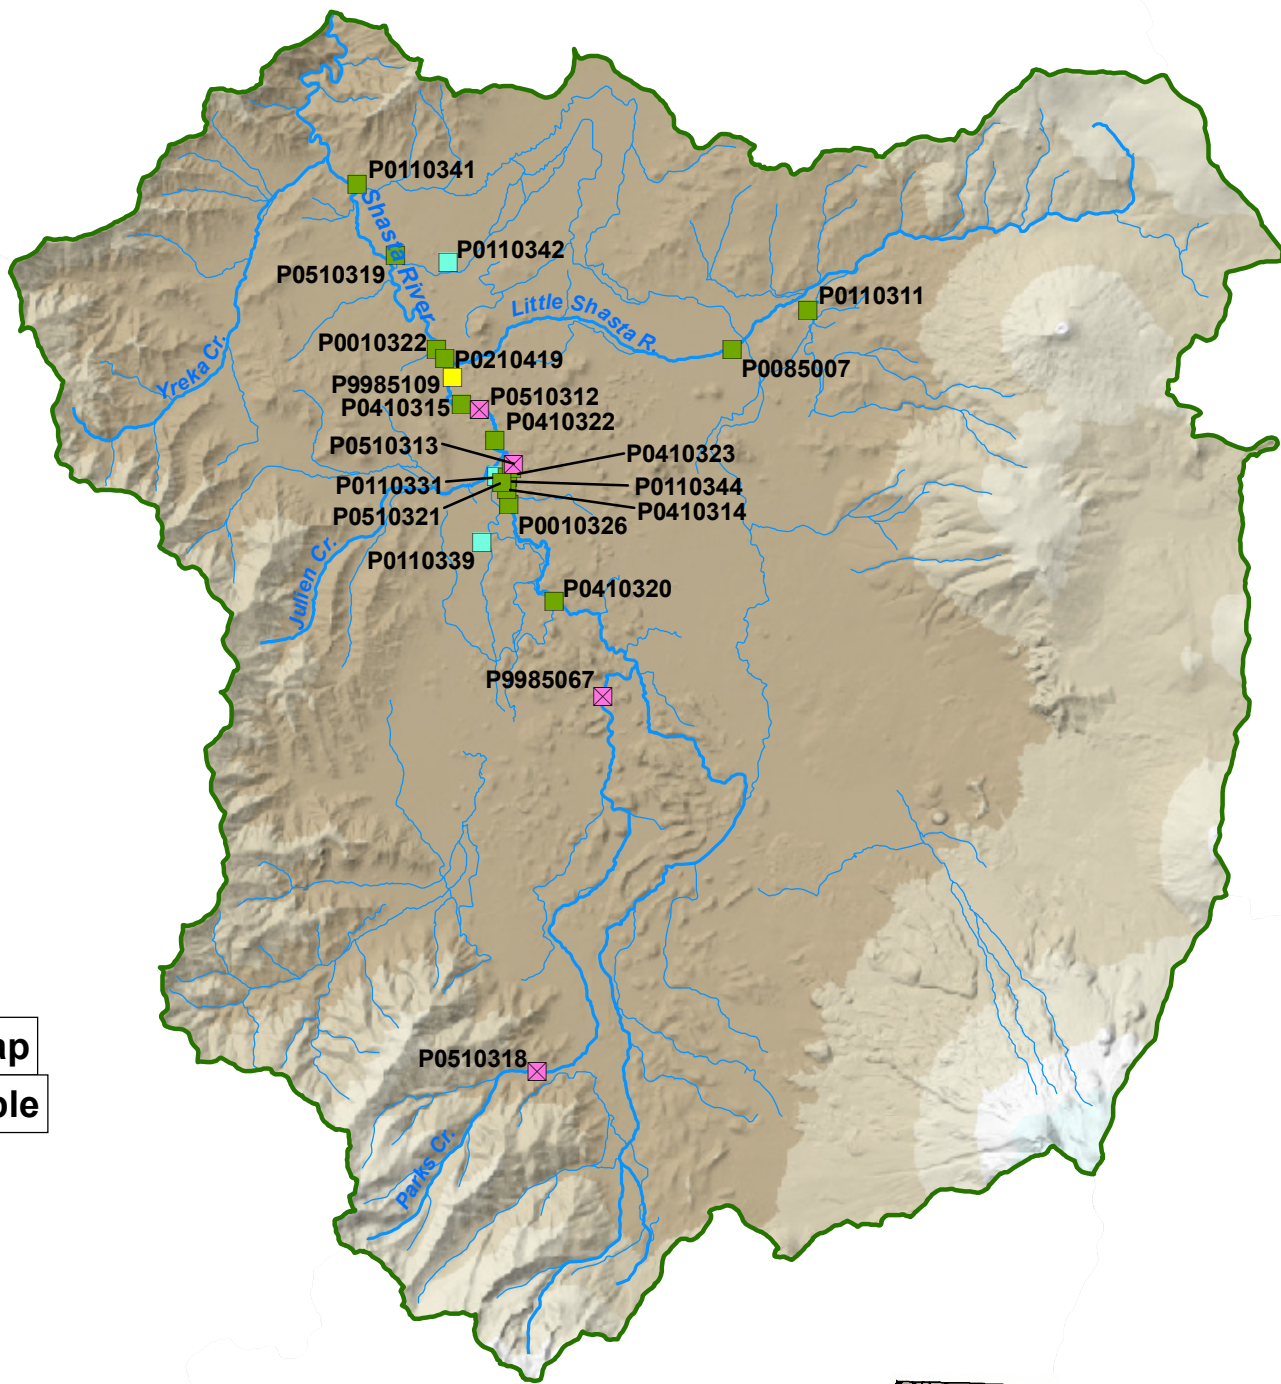 P0110341
Shasta River
P0110342
P0510319
P0110311
Little Shasta R.
P0010322
P0210419
P0085007
Yreka Cr.
P9985109
P0510312
P0410315
P0410322
P0510313
P0410323
P0110331
P0110344
P0510321
P0410314
P0010326
Julien Cr.
P0110339
P0410320
P9985067
ap
P0510318
ple
Parks Cr.